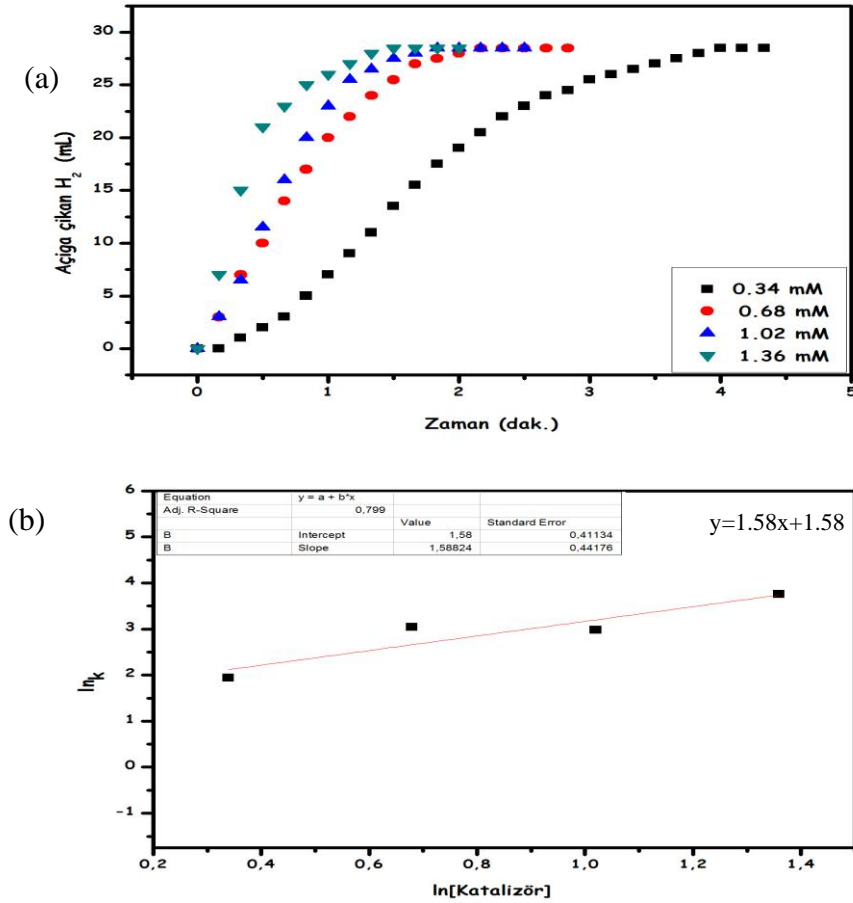 (a)
Açiga çikan H2 (mL)
30
25
20
15
10
5
0
0 1 2 3 4 5
Zaman (dak.)
0.34 mM
0.68 mM
1.02 mM
1.36 mM
(b)
Equation y = a + b*x
Adj. R-Square 0,799
Value Standard Error
B Intercept 1,58 0,41134
B Slope 1,58824 0,44176
y=1.58x+1.58
lnk
6
5
4
3
2
1
0
-1
0,2 0,4 0,6 0,8 1,0 1,2 1,4
ln[Katalizör]